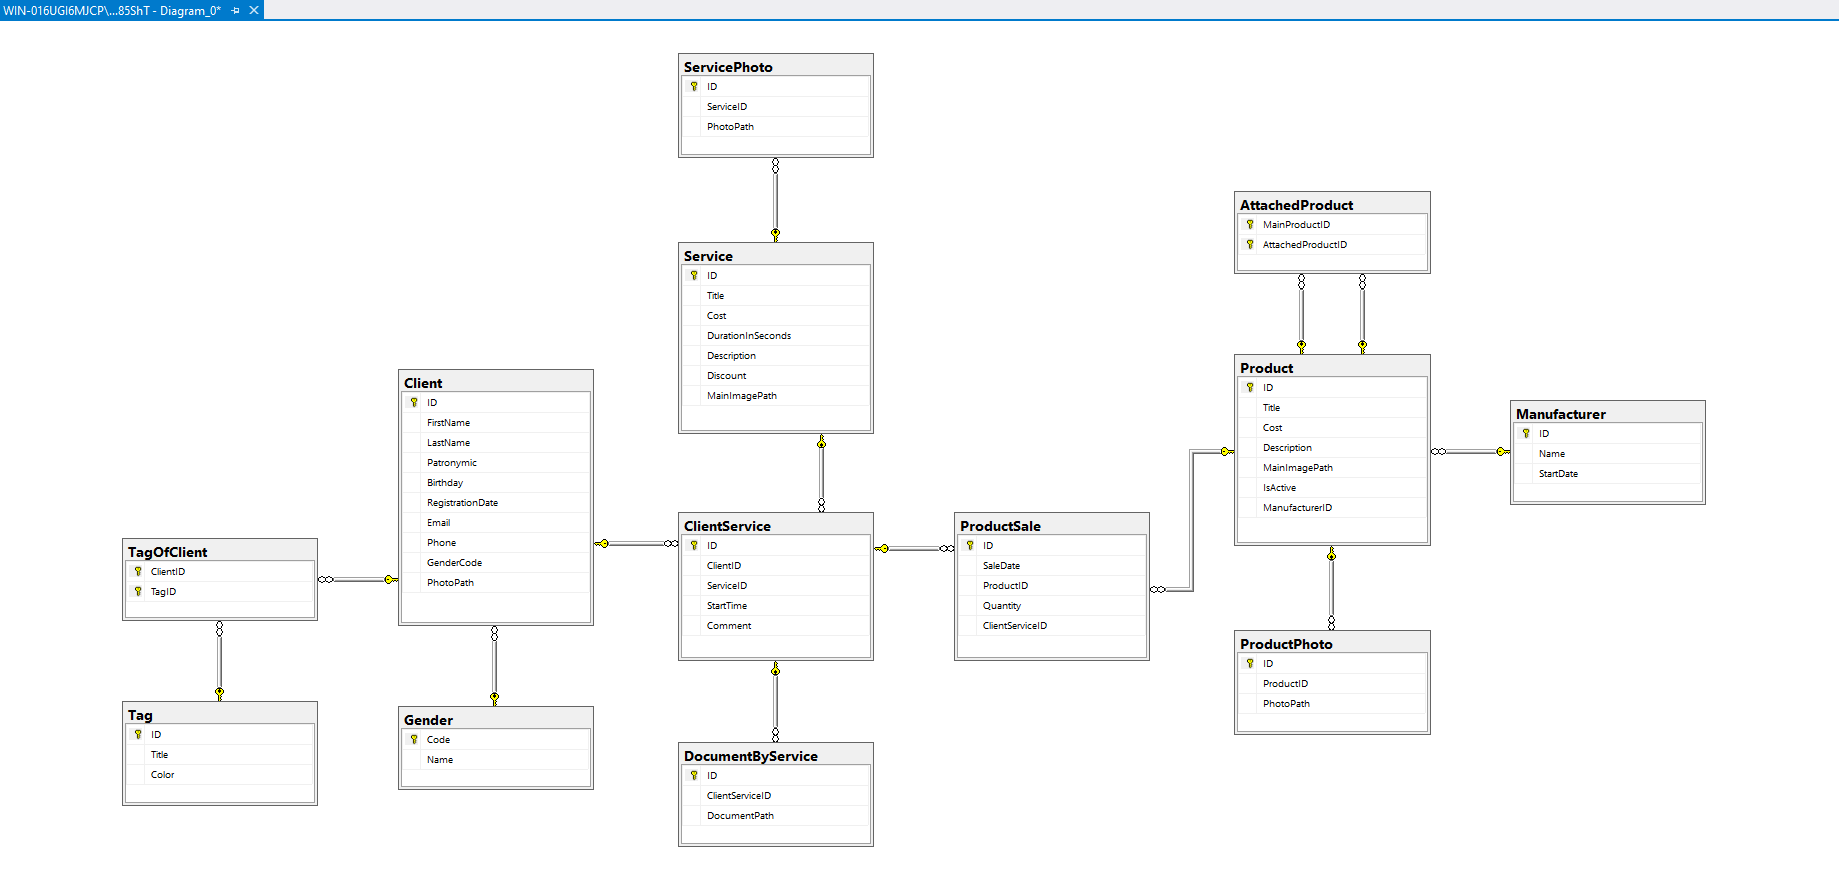 WIN-016UGI6MJCP\...85ShT - Diagram_0*
ServicePhoto
ID
ServiceID
PhotoPath
Service
ID
Title
Cost
DurationInSeconds
Description
Discount
MainImagePath
AttachedProduct
MainProductID
AttachedProductID
Product
ID
Title
Cost
Description
MainImagePath
IsActive
ManufacturerID
Manufacturer
ID
Name
StartDate
Client
ID
FirstName
LastName
Patronymic
Birthday
RegistrationDate
Email
Phone
GenderCode
PhotoPath
ClientService
ID
ClientID
ServiceID
StartTime
Comment
ProductSale
ID
SaleDate
ProductID
Quantity
ClientServiceID
TagOfClient
ClientID
TagID
Tag
ID
Title
Color
Gender
Code
Name
DocumentByService
ID
ClientServiceID
DocumentPath
ProductPhoto
ID
ProductID
PhotoPath